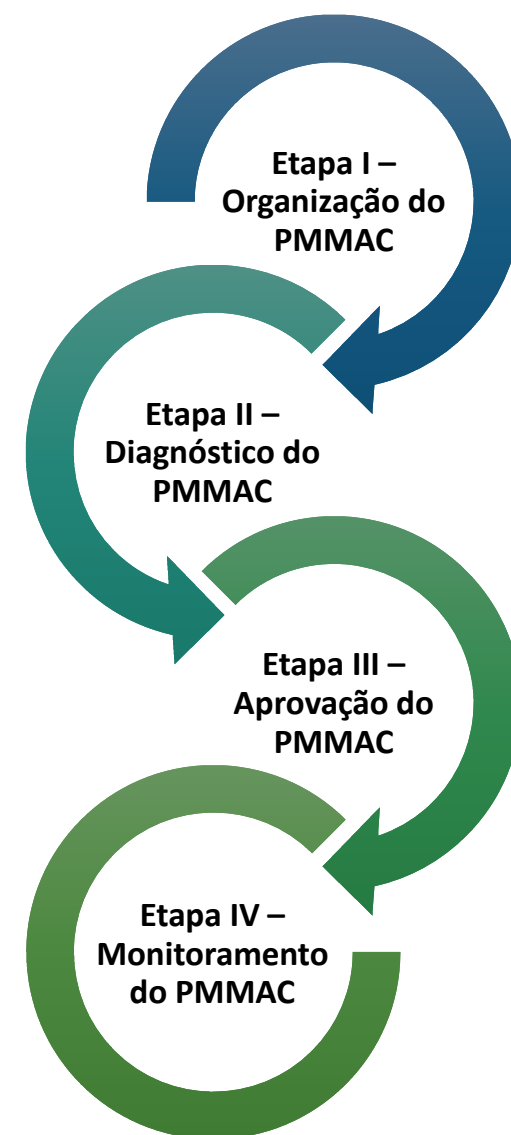 Etapa I –
Organização do
PMMAC
Etapa II –
Diagnóstico do
PMMAC
Etapa III –
Aprovação do
PMMAC
Etapa IV –
Monitoramento
do PMMAC